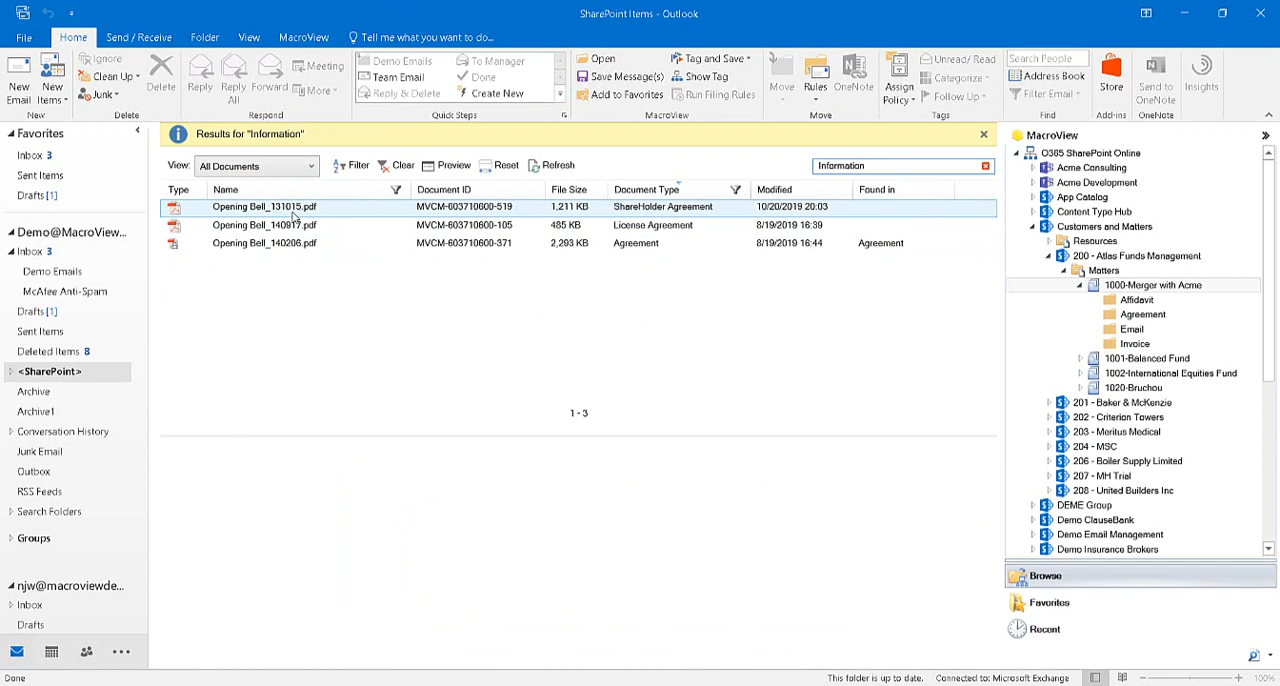 SharePoint Items - Outlook
File Home Send / Receive Folder View MacroView Tell me what you want to do...
New Email
New Items
Ignore
Clean Up
Junk
Delete
Delete
Reply
Reply All
Forward
Meeting
More
Respond
Demo Emails
Team Email
Reply & Delete
To Manager
Done
Create New
Quick Steps
Open
Save Message(s)
Add to Favorites
Tag and Save
Show Tag
Run Filing Rules
MacroView
Move
Rules
OneNote
Move
Assign Policy
Unread/ Read
Categorize
Follow Up
Tags
Search People
Address Book
Filter Email
Find
Store
Add-ins
Send to OneNote
OneNote
Insights
Favorites
Inbox 3
Sent Items
Drafts [1]
Demo@MacroView...
Inbox 3
Demo Emails
McAfee Anti-Spam
Drafts [1]
Sent Items
Deleted Items 8
<SharePoint>
Archive
Archive1
Conversation History
Junk Email
Outbox
RSS Feeds
Search Folders
Groups
njw@macroviewde...
Inbox
Drafts
Results for "Information"
View: All Documents Filter Clear Preview Reset Refresh Information
Type Name Document ID File Size Document Type Modified Found in
Opening Bell_131015.pdf MVCM-603710600-519 1,211 KB ShareHolder Agreement 10/20/2019 20:03
Opening Bell_140917.pdf MVCM-603710600-105 485 KB License Agreement 8/19/2019 16:39
Opening Bell_140206.pdf MVCM-603710600-371 2,293 KB Agreement 8/19/2019 16:44 Agreement
1 - 3
MacroView
O365 SharePoint Online
Acme Consulting
Acme Development
App Catalog
Content Type Hub
Customers and Matters
Resources
200 - Atlas Funds Management
Matters
1000-Merger with Acme
Affidavit
Agreement
Email
Invoice
1001-Balanced Fund
1002-International Equities Fund
1020-Bruchou
201 - Baker & McKenzie
202 - Criterion Towers
203 - Meritus Medical
204 - MSC
206 - Boiler Supply Limited
207 - MH Trial
208 - United Builders Inc
DEME Group
Demo ClauseBank
Demo Email Management
Demo Insurance Brokers
Browse
Favorites
Recent
Done
This folder is up to date. Connected to: Microsoft Exchange 100%